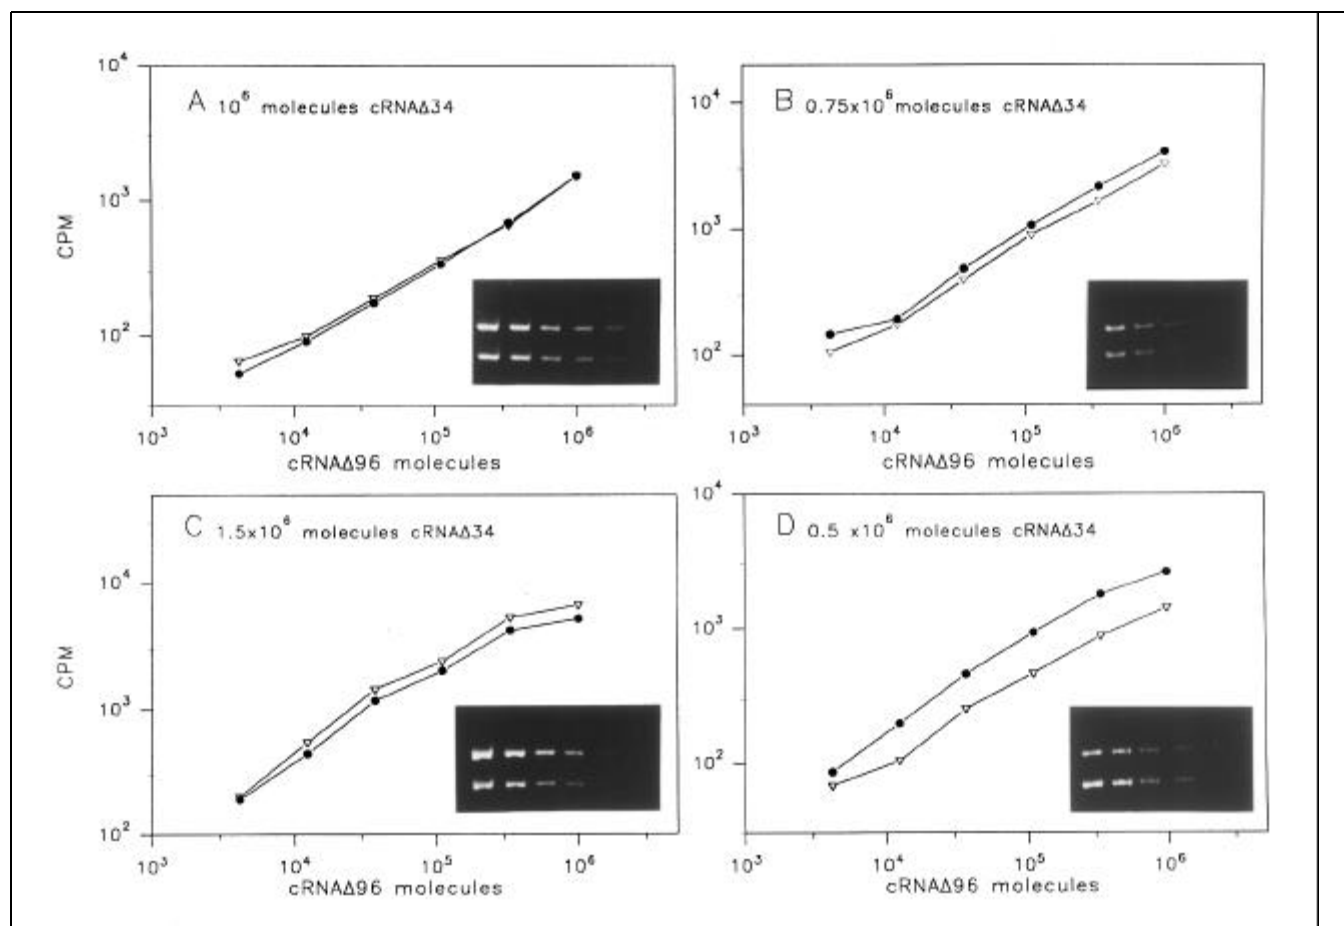 A 10⁶ molecules cRNAΔ34
CPM
10⁴
10³
10²
10³ 10⁴ 10⁵ 10⁶
cRNAΔ96 molecules
B 0.75x10⁶ molecules cRNAΔ34
10⁴
10³
10²
10³ 10⁴ 10⁵ 10⁶
cRNAΔ96 molecules
C 1.5x10⁶ molecules cRNAΔ34
CPM
10⁴
10³
10²
10³ 10⁴ 10⁵ 10⁶
cRNAΔ96 molecules
D 0.5 x10⁶ molecules cRNAΔ34
10⁴
10³
10²
10³ 10⁴ 10⁵ 10⁶
cRNAΔ96 molecules